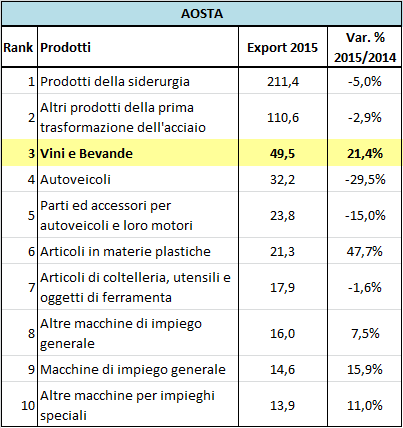 AOSTA
Rank Prodotti Export 2015 Var. % 2015/2014
1 Prodotti della siderurgia 211,4 -5,0%
2 Altri prodotti della prima trasformazione dell'acciaio 110,6 -2,9%
3 Vini e Bevande 49,5 21,4%
4 Autoveicoli 32,2 -29,5%
5 Parti ed accessori per autoveicoli e loro motori 23,8 -15,0%
6 Articoli in materie plastiche 21,3 47,7%
7 Articoli di coltelleria, utensili e oggetti di ferramenta 17,9 -1,6%
8 Altre macchine di impiego generale 16,0 7,5%
9 Macchine di impiego generale 14,6 15,9%
10 Altre macchine per impieghi speciali 13,9 11,0%